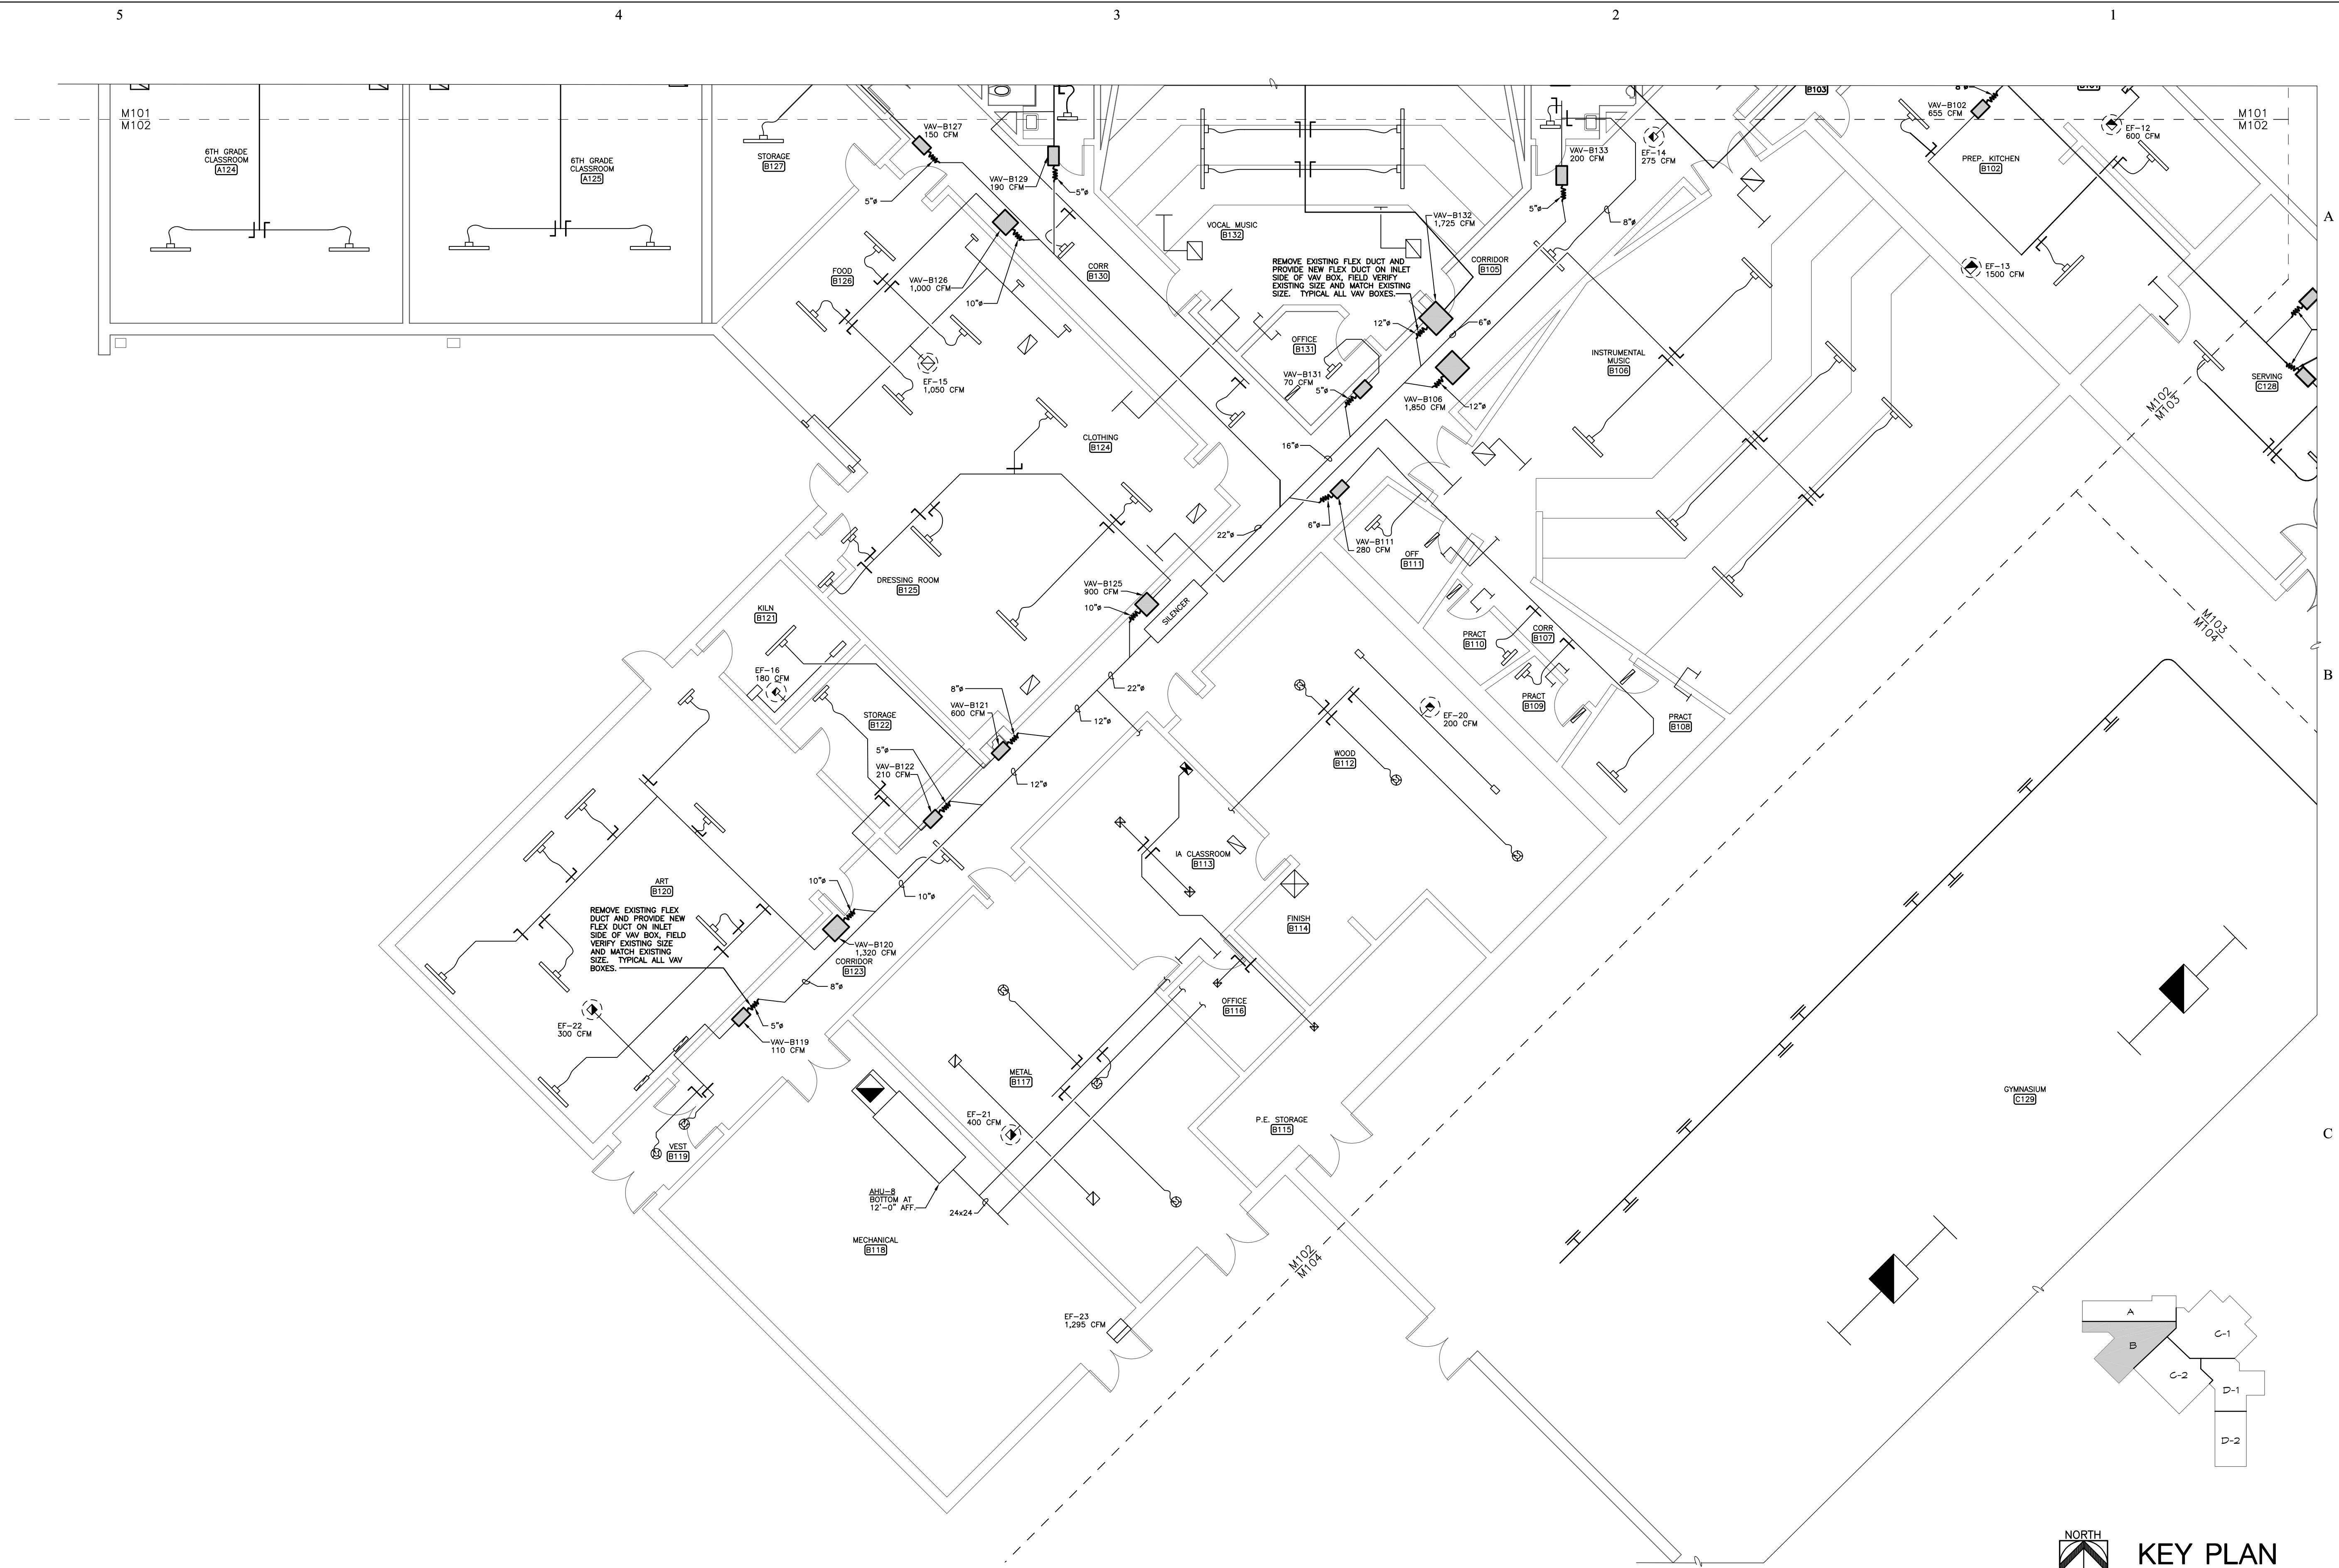 5
4
3
2
1
M101
M102
6TH GRADE
CLASSROOM
A124
6TH GRADE
CLASSROOM
A125
STORAGE
B127
VAV-B127
150 CFM
5"ø
VAV-B129
190 CFM
5"ø
VOCAL MUSIC
B132
VAV-B133
200 CFM
5"ø
EF-14
275 CFM
8"ø
B103
VAV-B102
655 CFM
8"ø
PREP. KITCHEN
B102
EF-12
600 CFM
M101
M102
A
FOOD
B126
VAV-B126
1,000 CFM
10"ø
CORR
B130
VAV-B132
1,725 CFM
CORRIDOR
B105
REMOVE EXISTING FLEX DUCT AND
PROVIDE NEW FLEX DUCT ON INLET
SIDE OF VAV BOX, FIELD VERIFY
EXISTING SIZE AND MATCH EXISTING
SIZE. TYPICAL ALL VAV BOXES.
EF-13
1500 CFM
12"ø
6"ø
OFFICE
B131
VAV-B131
70 CFM
5"ø
VAV-B106
1,850 CFM
12"ø
INSTRUMENTAL
MUSIC
B106
SERVING
C128
M102
M103
EF-15
1,050 CFM
CLOTHING
B124
16"ø
22"ø
6"ø
VAV-B111
280 CFM
OFF
B111
DRESSING ROOM
B125
VAV-B125
900 CFM
10"ø
SILENCER
KILN
B121
EF-16
180 CFM
PRACT
B110
CORR
B107
PRACT
B109
PRACT
B108
M103
M104
B
8"ø
VAV-B121
600 CFM
STORAGE
B122
5"ø
VAV-B122
210 CFM
22"ø
12"ø
12"ø
EF-20
200 CFM
WOOD
B112
IA CLASSROOM
B113
ART
B120
REMOVE EXISTING FLEX
DUCT AND PROVIDE NEW
FLEX DUCT ON INLET
SIDE OF VAV BOX, FIELD
VERIFY EXISTING SIZE
AND MATCH EXISTING
SIZE. TYPICAL ALL VAV
BOXES.
10"ø
10"ø
VAV-B120
1,320 CFM
CORRIDOR
B123
8"ø
FINISH
B114
OFFICE
B116
EF-22
300 CFM
5"ø
VAV-B119
110 CFM
METAL
B117
EF-21
400 CFM
P.E. STORAGE
B115
GYMNASIUM
C129
C
VEST
B119
AHU-8
BOTTOM AT
12'-0" AFF.
24x24
MECHANICAL
B118
M102
M104
EF-23
1,295 CFM
A
B
C-1
C-2
D-1
D-2
NORTH
KEY PLAN